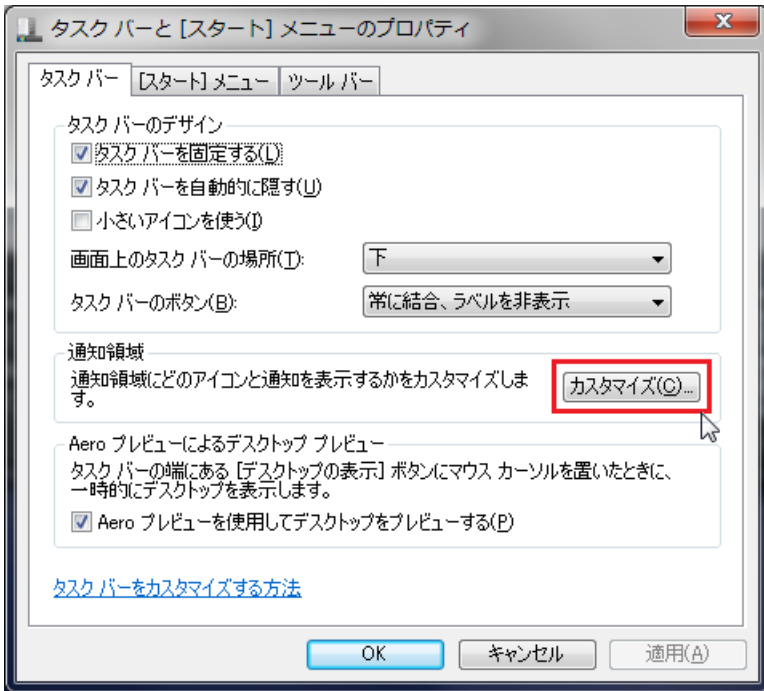 タスク バーと [スタート] メニューのプロパティ
タスク バー [スタート] メニュー ツール バー
タスク バーのデザイン
タスク バーを固定する(L)
タスク バーを自動的に隠す(U)
小さいアイコンを使う(I)
画面上のタスク バーの場所(T): 下
タスク バーのボタン(B): 常に結合、ラベルを非表示
通知領域
通知領域にどのアイコンと通知を表示するかをカスタマイズしま
す。
カスタマイズ(C)...
Aero プレビューによるデスクトップ プレビュー
タスク バーの端にある [デスクトップの表示] ボタンにマウス カーソルを置いたときに、
一時的にデスクトップを表示します。
Aero プレビューを使用してデスクトップをプレビューする(P)
タスク バーをカスタマイズする方法
OK キャンセル 適用(A)